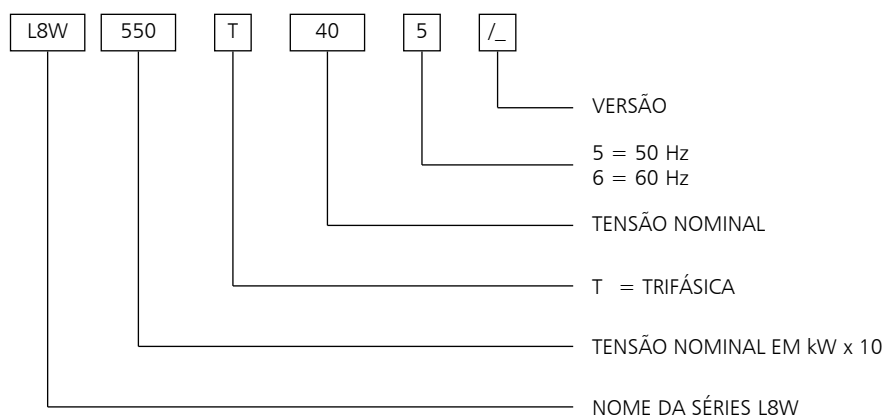 L8W 550 T 40 5 /_
VERSÃO
5 = 50 Hz
6 = 60 Hz
TENSÃO NOMINAL
T = TRIFÁSICA
TENSÃO NOMINAL EM kW x 10
NOME DA SÉRIES L8W